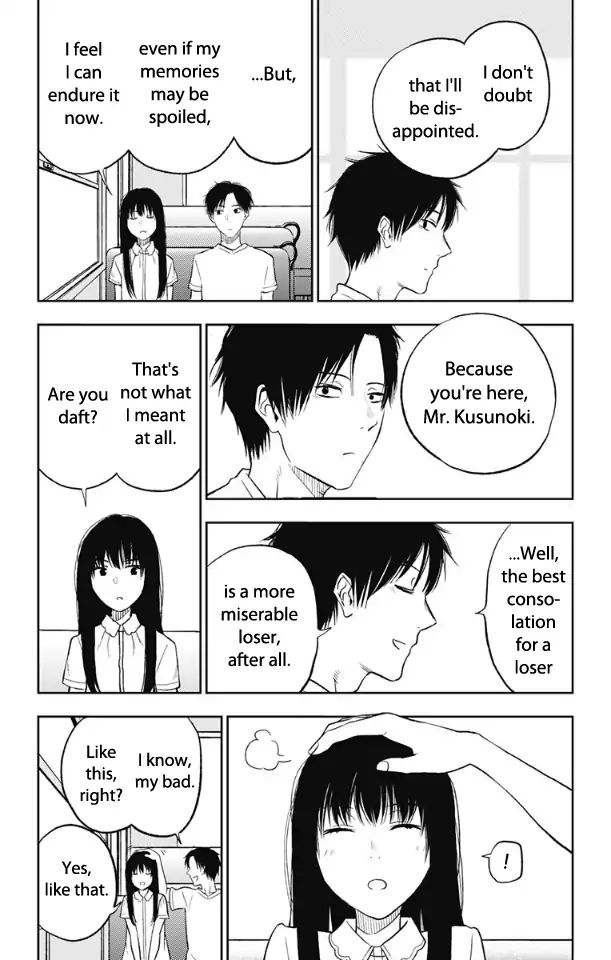 I don't
doubt
that I'll
be dis-
appointed.
...But,
even if my
memories
may be
spoiled,
I feel
I can
endure it
now.
Because
you're here,
Mr. Kusunoki.
That's
not what
I meant
at all.
Are you
daft?
...Well,
the best
conso-
lation
for a
loser
is a more
miserable
loser,
after all.
!
I know,
my bad.
Like
this,
right?
Yes,
like that.